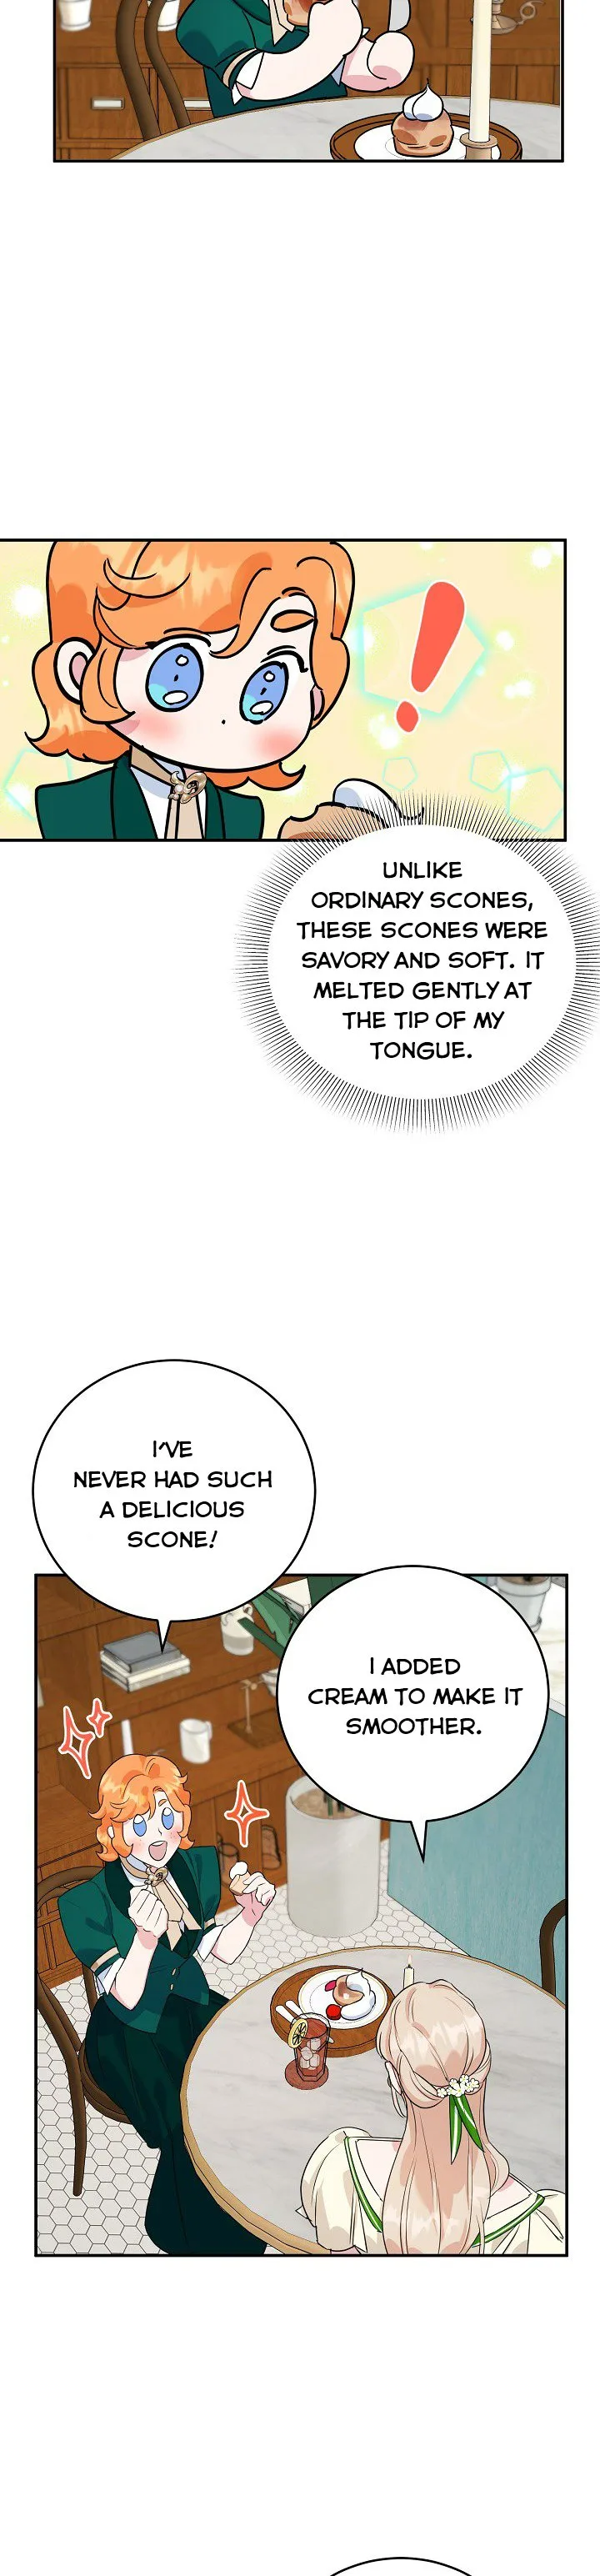 UNLIKE
ORDINARY SCONES,
THESE SCONES WERE
SAVORY AND SOFT. IT
MELTED GENTLY AT
THE TIP OF MY
TONGUE.
I'VE
NEVER HAD SUCH
A DELICIOUS
SCONE!
I ADDED
CREAM TO MAKE IT
SMOOTHER.